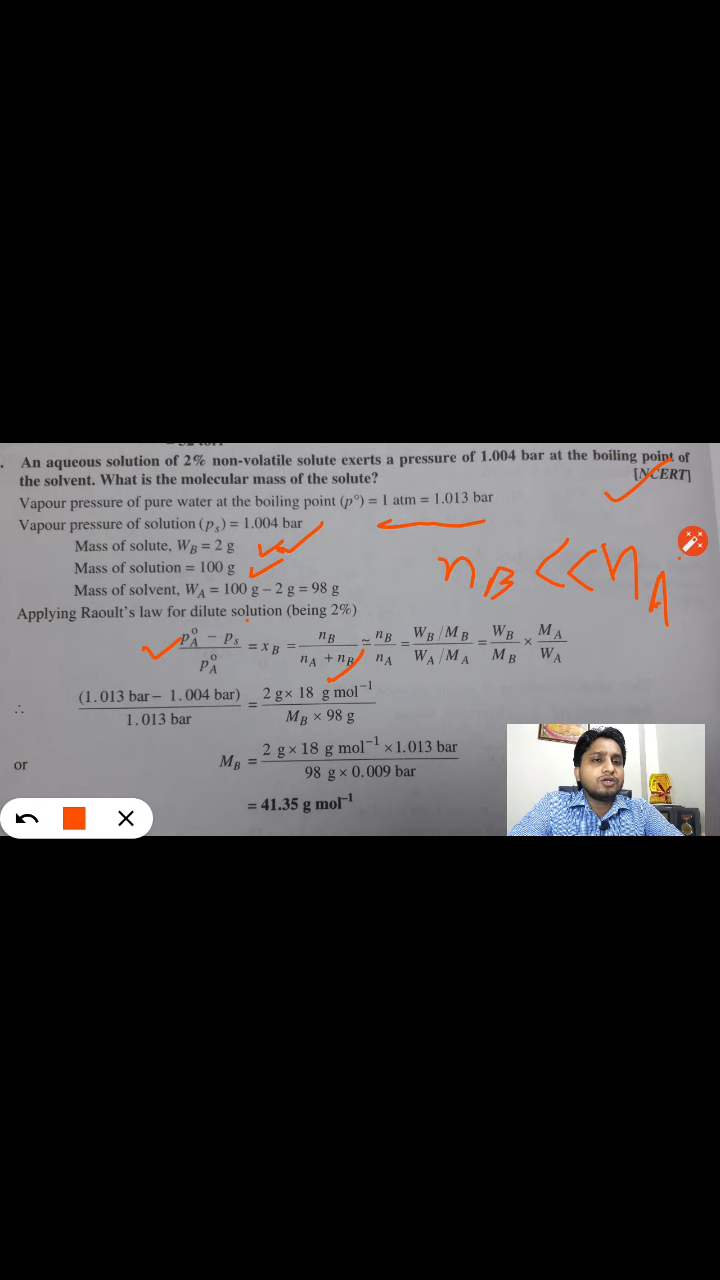 . An aqueous solution of 2% non-volatile solute exerts a pressure of 1.004 bar at the boiling point of
the solvent. What is the molecular mass of the solute? [NCERT]
Vapour pressure of pure water at the boiling point (p°) = 1 atm = 1.013 bar
Vapour pressure of solution (pₛ) = 1.004 bar
Mass of solute, W_B = 2 g
Mass of solution = 100 g
Mass of solvent, W_A = 100 g – 2 g = 98 g
n_B << n_A
Applying Raoult's law for dilute solution (being 2%)
(p_A° – p_s) / p_A° = x_B = n_B / (n_A + n_B) ≃ n_B / n_A = (W_B / M_B) / (W_A / M_A) = W_B / M_B × M_A / W_A
∴ (1.013 bar – 1.004 bar) / 1.013 bar = 2 g × 18 g mol⁻¹ / M_B × 98 g
or M_B = 2 g × 18 g mol⁻¹ × 1.013 bar / 98 g × 0.009 bar
= 41.35 g mol⁻¹